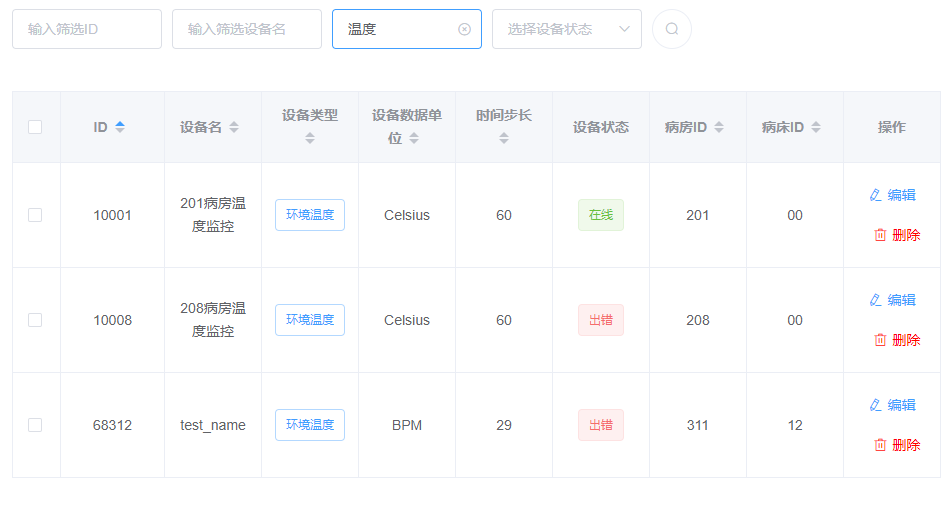 输入筛选ID 输入筛选设备名 温度 选择设备状态
ID 设备名 设备类型 设备数据单位 时间步长 设备状态 病房ID 病床ID 操作
10001 201病房温度监控 环境温度 Celsius 60 在线 201 00 编辑 删除
10008 208病房温度监控 环境温度 Celsius 60 出错 208 00 编辑 删除
68312 test_name 环境温度 BPM 29 出错 311 12 编辑 删除